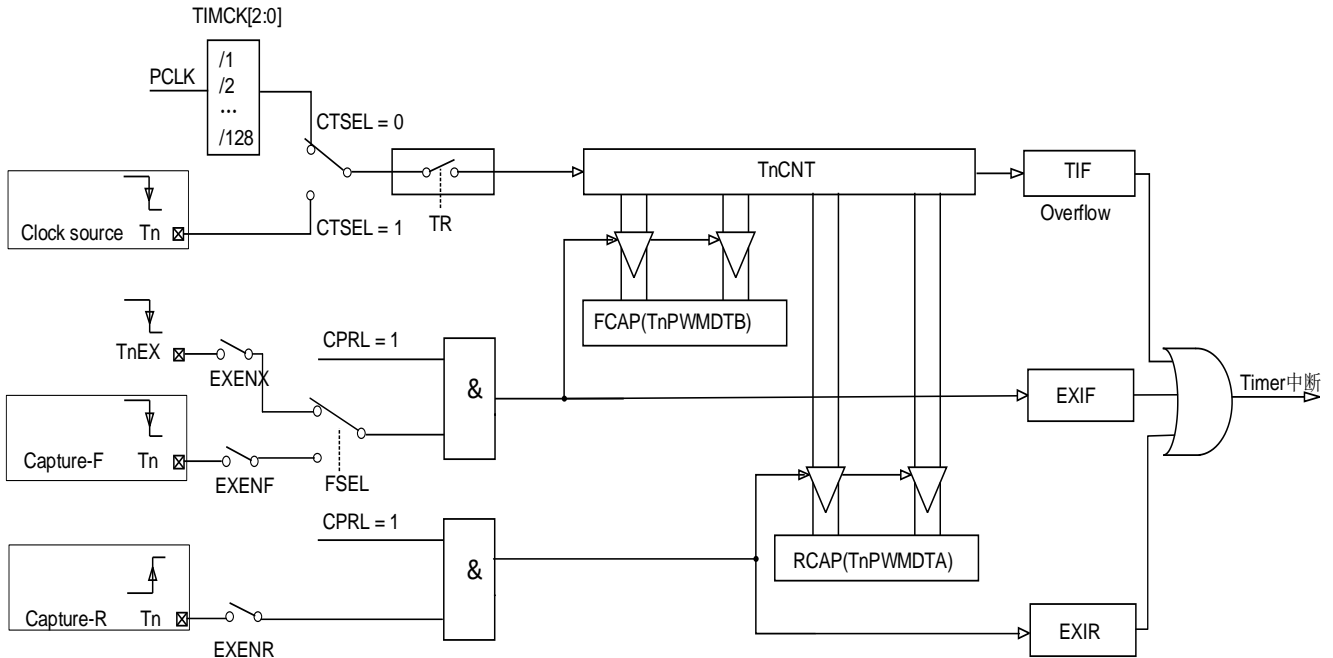 TIMCK[2:0]
/1
/2
...
/128
PCLK
CTSEL = 0
CTSEL = 1
Clock source Tn
TR
TnCNT
TIF
Overflow
FCAP(TnPWMDTB)
TnEX
EXENX
CPRL = 1
&
EXIF
Timer中断
Capture-F Tn
EXENF
FSEL
CPRL = 1
&
RCAP(TnPWMDTA)
Capture-R Tn
EXENR
EXIR